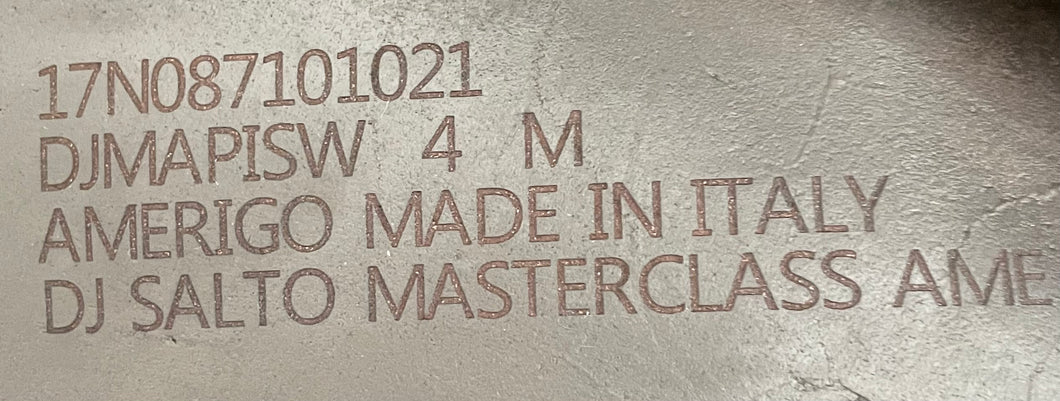 17N087101021
DJMAPISW 4 M
AMERIGO MADE IN ITALY
DJ SALTO MASTERCLASS AME